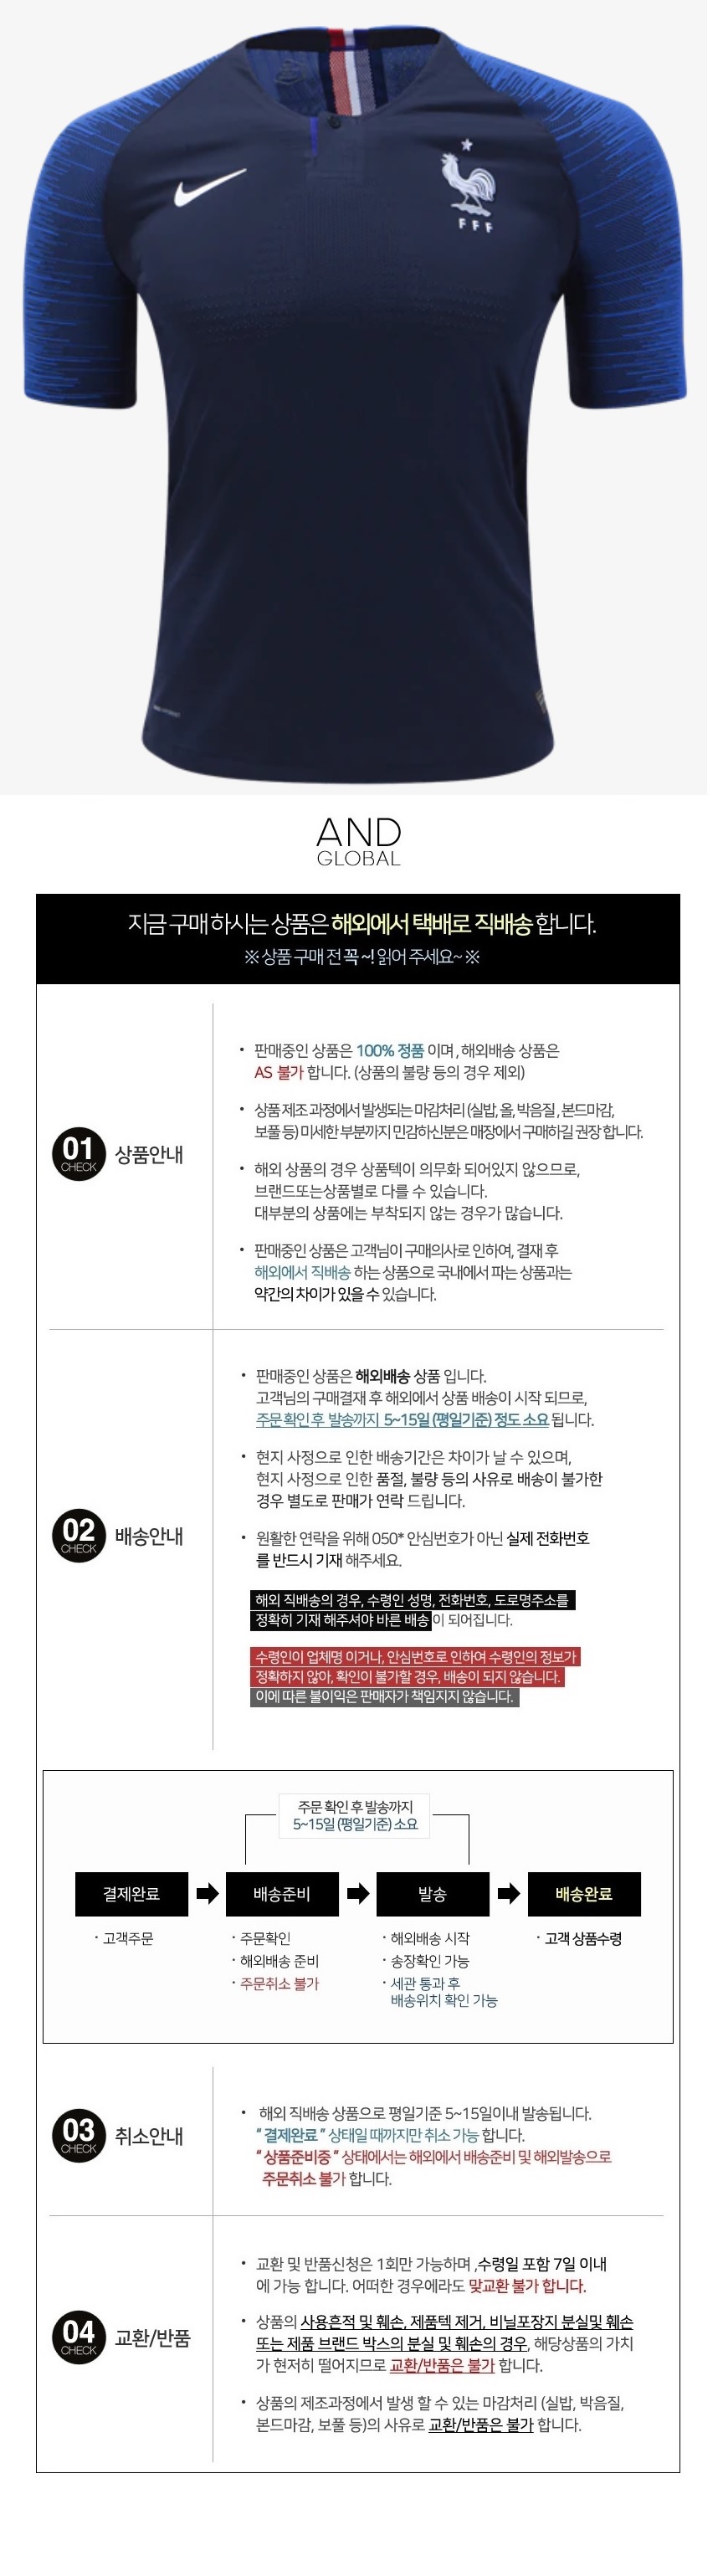 FFF
AND
GLOBAL
지금 구매 하시는 상품은 해외에서 택배로 직배송 합니다.
※ 상품 구매 전 꼭 ~! 읽어 주세요~ ※
01
CHECK
상품안내
• 판매중인 상품은 100% 정품 이며 , 해외배송 상품은
AS 불가 합니다. (상품의 불량 등의 경우 제외)
• 상품 제조 과정에서 발생되는 마감처리 (실밥, 올, 박음질 , 본드마감,
보풀 등) 미세한 부분까지 민감하신분은 매장에서 구매하길 권장 합니다.
• 해외 상품의 경우 상품텍이 의무화 되어있지 않으므로,
브랜드또는상품별로 다를 수 있습니다.
대부분의 상품에는 부착되지 않는 경우가 많습니다.
• 판매중인 상품은 고객님이 구매의사로 인하여, 결재 후
해외에서 직배송 하는 상품으로 국내에서 파는 상품과는
약간의 차이가 있을 수 있습니다.
02
CHECK
배송안내
• 판매중인 상품은 해외배송 상품 입니다.
고객님의 구매결재 후 해외에서 상품 배송이 시작 되므로,
주문 확인 후 발송까지 5~15일 (평일기준) 정도 소요 됩니다.
• 현지 사정으로 인한 배송기간은 차이가 날 수 있으며,
현지 사정으로 인한 품절, 불량 등의 사유로 배송이 불가한
경우 별도로 판매가 연락 드립니다.
• 원활한 연락을 위해 050* 안심번호가 아닌 실제 전화번호
를 반드시 기재 해주세요.
해외 직배송의 경우, 수령인 성명, 전화번호, 도로명주소를
정확히 기재 해주셔야 바른 배송이 되어집니다.
수령인이 업체명 이거나, 안심번호로 인하여 수령인의 정보가
정확하지 않아, 확인이 불가할 경우, 배송이 되지 않습니다.
이에 따른 불이익은 판매자가 책임지지 않습니다.
주문 확인 후 발송까지
5~15일 (평일기준) 소요
결제완료
배송준비
발송
배송완료
· 고객주문
· 주문확인
· 해외배송 준비
· 주문취소 불가
· 해외배송 시작
· 송장확인 가능
· 세관 통과 후
배송위치 확인 가능
· 고객 상품수령
03
CHECK
취소안내
• 해외 직배송 상품으로 평일기준 5~15일이내 발송됩니다.
“ 결제완료 ” 상태일 때까지만 취소 가능 합니다.
“ 상품준비중 ” 상태에서는 해외에서 배송준비 및 해외발송으로
주문취소 불가 합니다.
04
CHECK
교환/반품
• 교환 및 반품신청은 1회만 가능하며 ,수령일 포함 7일 이내
에 가능 합니다. 어떠한 경우에라도 맞교환 불가 합니다.
• 상품의 사용흔적 및 훼손, 제품텍 제거, 비닐포장지 분실및 훼손
또는 제품 브랜드 박스의 분실 및 훼손의 경우, 해당상품의 가치
가 현저히 떨어지므로 교환/반품은 불가 합니다.
• 상품의 제조과정에서 발생 할 수 있는 마감처리 (실밥, 박음질,
본드마감, 보풀 등)의 사유로 교환/반품은 불가 합니다.